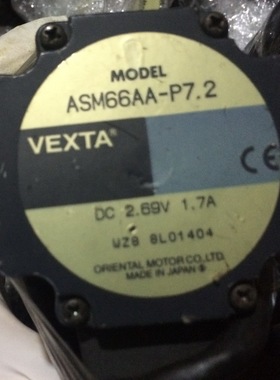 MODEL
ASM66AA-P7.2
VEXTA®
CE
DC 2.69V 1.7A
WZ8 8L01404
ORIENTAL MOTOR CO.,LTD.
MADE IN JAPAN